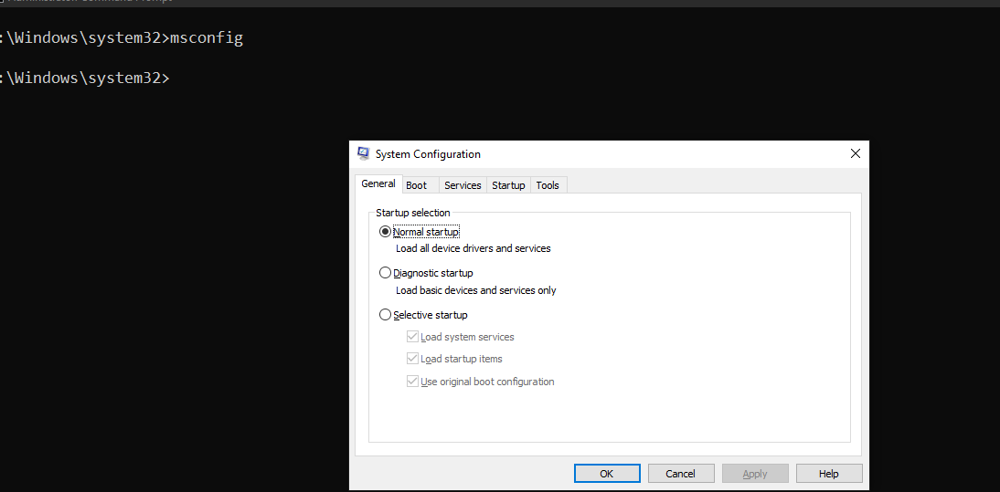 :\Windows\system32>msconfig
:\Windows\system32>
System Configuration
General Boot Services Startup Tools
Startup selection
Normal startup
Load all device drivers and services
Diagnostic startup
Load basic devices and services only
Selective startup
Load system services
Load startup items
Use original boot configuration
OK Cancel Apply Help